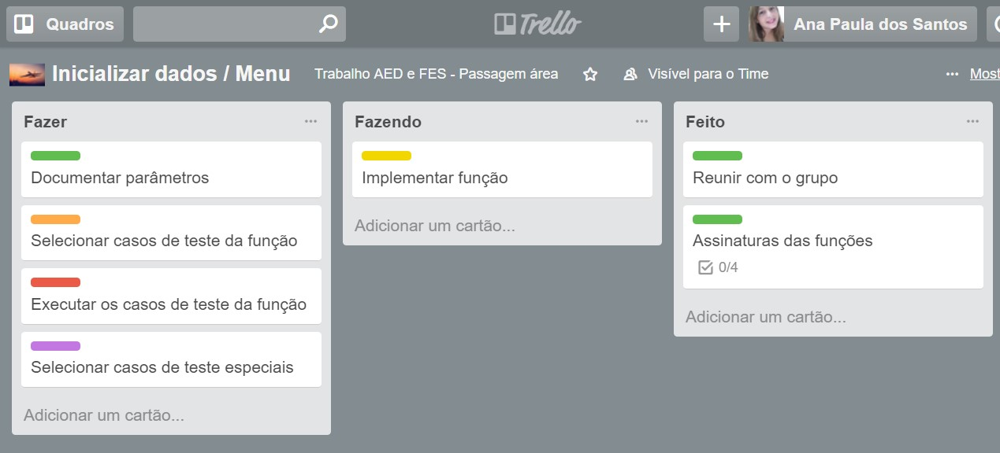 Quadros
Trello
Ana Paula dos Santos
Inicializar dados / Menu
Trabalho AED e FES - Passagem área
Visível para o Time
Most
Fazer
Documentar parâmetros
Selecionar casos de teste da função
Executar os casos de teste da função
Selecionar casos de teste especiais
Adicionar um cartão...
Fazendo
Implementar função
Adicionar um cartão...
Feito
Reunir com o grupo
Assinaturas das funções
0/4
Adicionar um cartão...